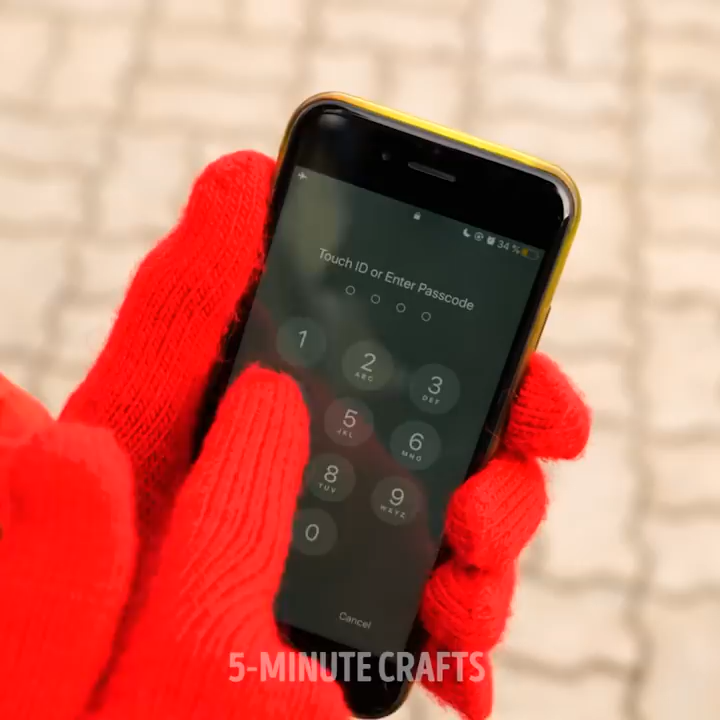 34 %
Touch ID or Enter Passcode
1
2
ABC
3
DEF
5
JKL
6
MNO
8
TUV
9
WXYZ
0
Cancel
5-MINUTE CRAFTS